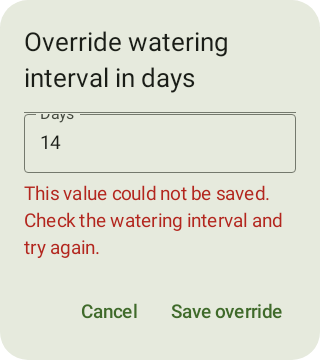 Override watering
interval in days
Days
14
This value could not be saved.
Check the watering interval and
try again.
Cancel Save override